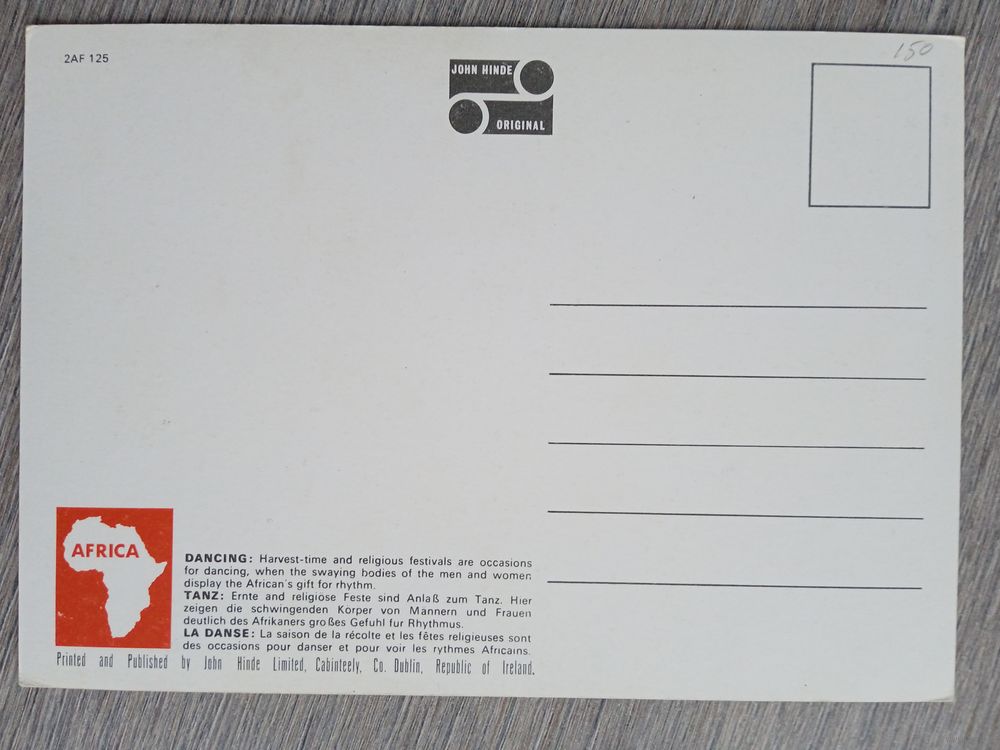 2AF 125
JOHN HINDE
ORIGINAL
150
AFRICA
DANCING: Harvest-time and religious festivals are occasions
for dancing, when the swaying bodies of the men and women
display the African's gift for rhythm.
TANZ: Ernte and religiöse Feste sind Anlaß zum Tanz. Hier
zeigen die schwingenden Körper von Männern und Frauen
deutlich des Afrikaners großes Gefuhl fur Rhythmus.
LA DANSE: La saison de la récolte et les fêtes religieuses sont
des occasions pour danser et pour voir les rythmes Africains.
Printed and Published by John Hinde Limited, Cabinteely, Co. Dublin, Republic of Ireland.